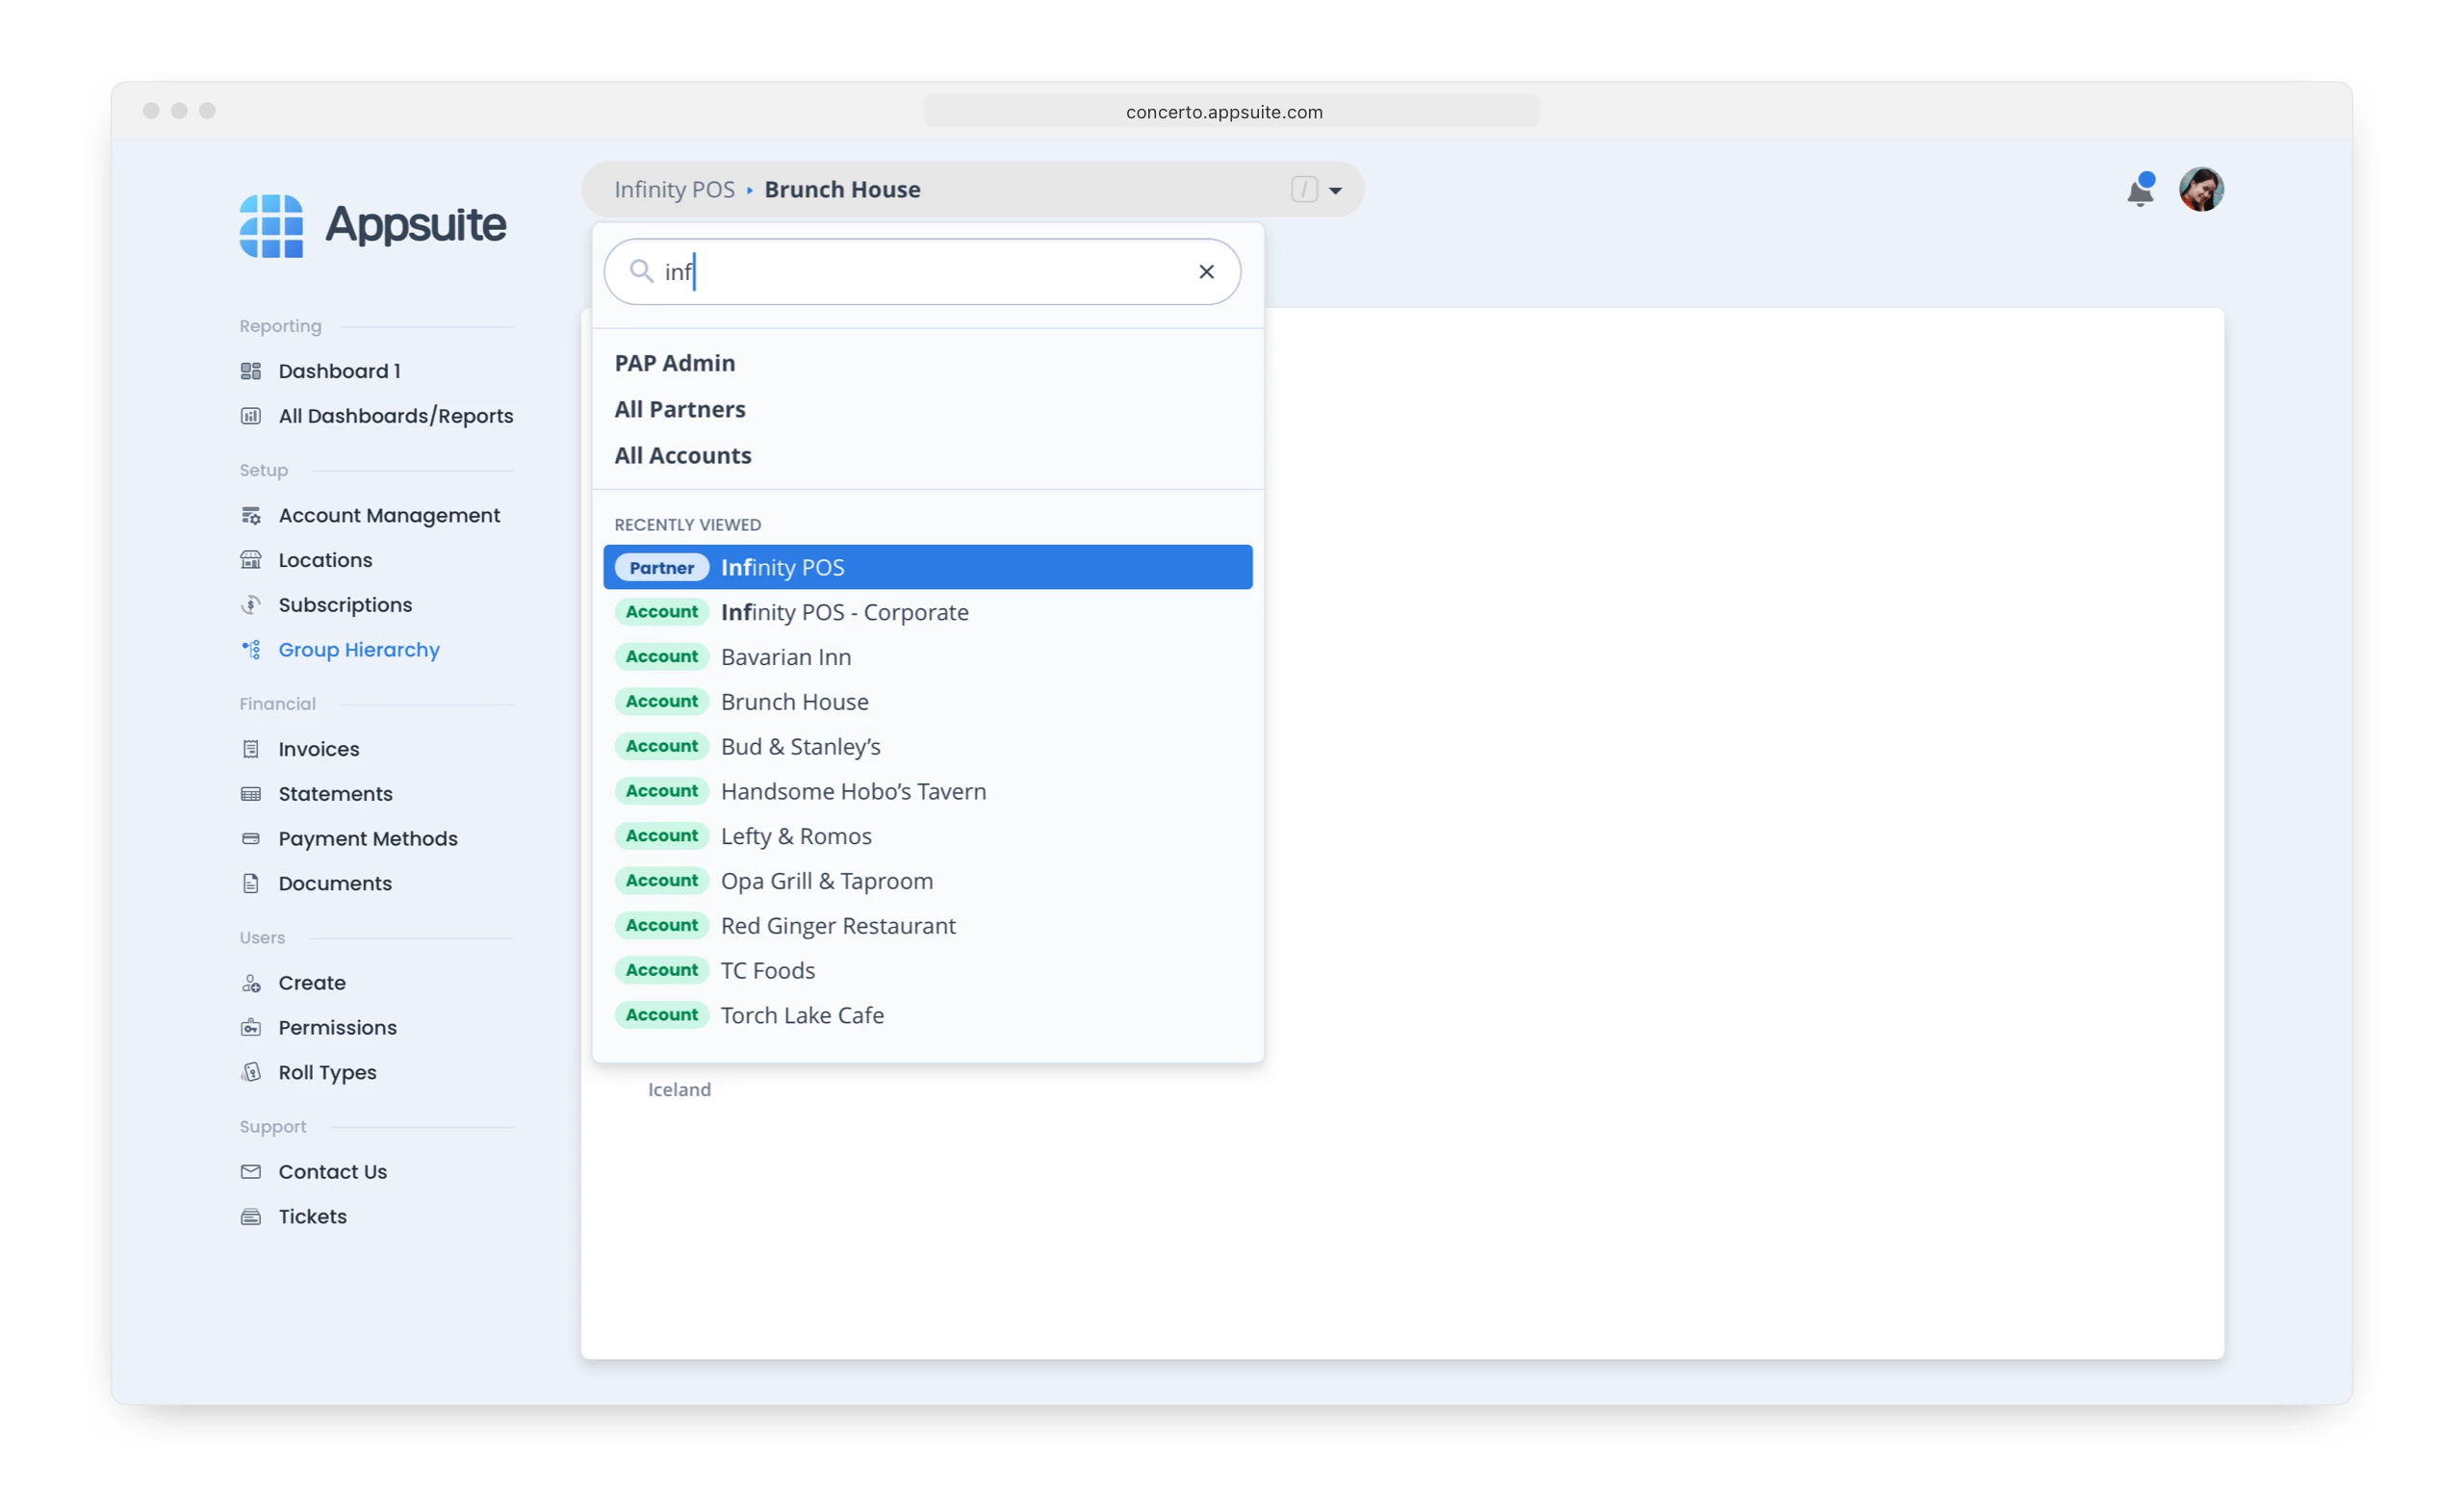 concerto.appsuite.com
Appsuite
Infinity POS ▸ Brunch House /
inf
PAP Admin
All Partners
All Accounts
RECENTLY VIEWED
Partner Infinity POS
Account Infinity POS - Corporate
Account Bavarian Inn
Account Brunch House
Account Bud & Stanley’s
Account Handsome Hobo’s Tavern
Account Lefty & Romos
Account Opa Grill & Taproom
Account Red Ginger Restaurant
Account TC Foods
Account Torch Lake Cafe
Iceland
Reporting
Dashboard 1
All Dashboards/Reports
Setup
Account Management
Locations
Subscriptions
Group Hierarchy
Financial
Invoices
Statements
Payment Methods
Documents
Users
Create
Permissions
Roll Types
Support
Contact Us
Tickets